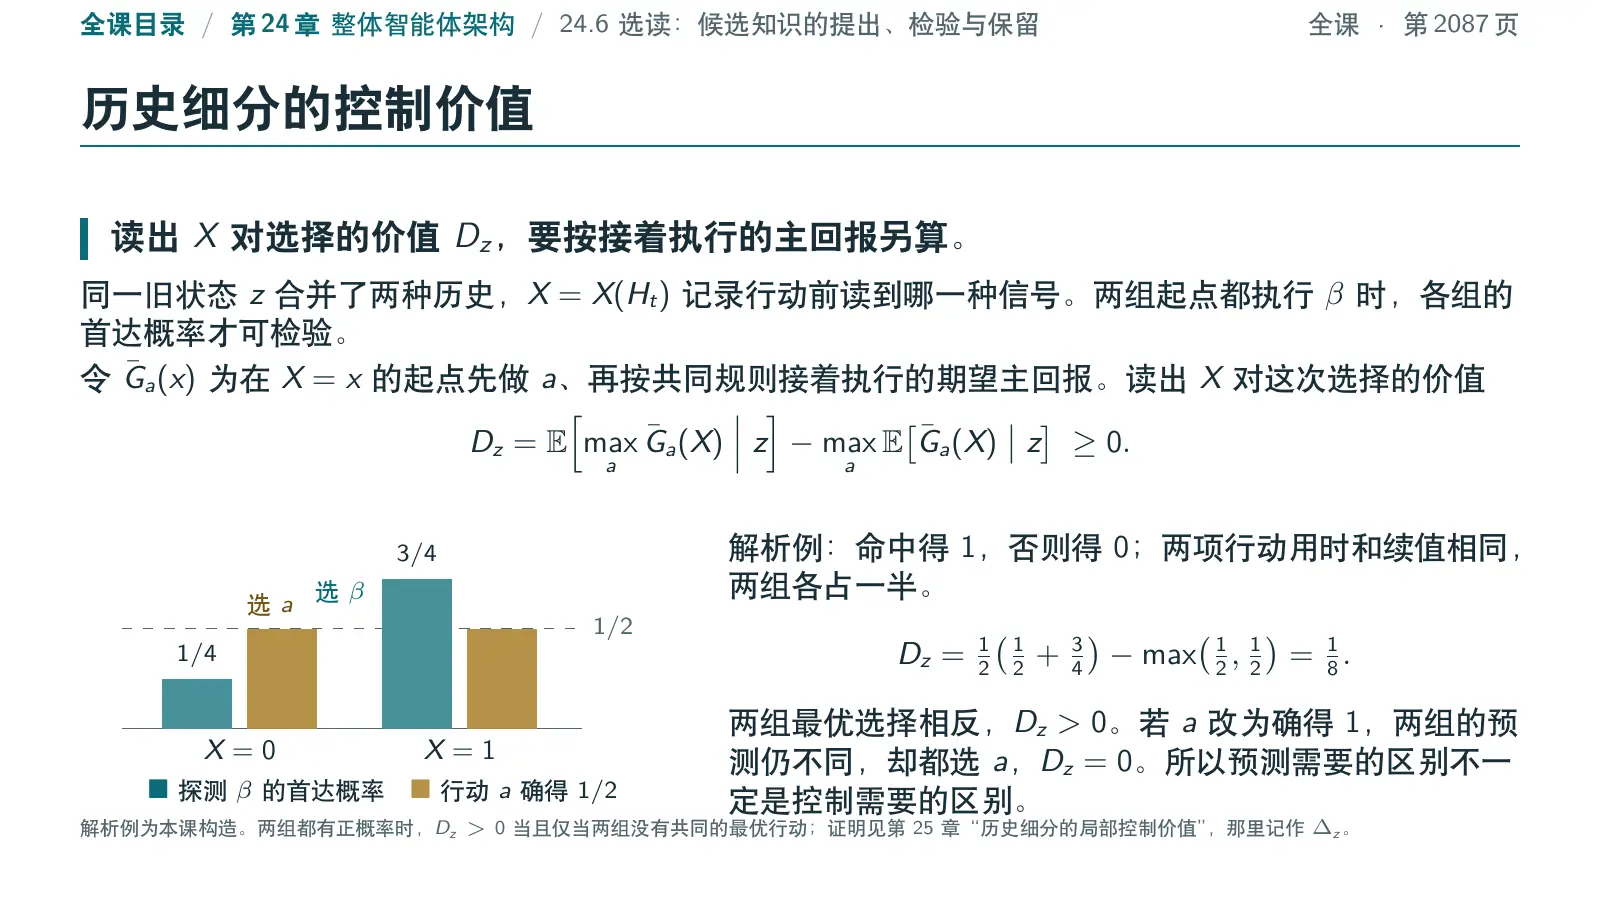 全课目录 / 第 24 章 整体智能体架构 / 24.6 选读：候选知识的提出、检验与保留
全课 · 第 2087 页
历史细分的控制价值
读出 X 对选择的价值 D_z，要按接着执行的主回报另算。
同一旧状态 z 合并了两种历史，X = X(H_t) 记录行动前读到哪一种信号。两组起点都执行 β 时，各组的
首达概率才可检验。
令 Ḡ_a(x) 为在 X = x 的起点先做 a、再按共同规则接着执行的期望主回报。读出 X 对这次选择的价值
D_z = 𝔼[max_a Ḡ_a(X) | z] − max_a 𝔼[Ḡ_a(X) | z] ≥ 0.
3/4
选 β
选 a
1/2
1/4
X = 0 X = 1
探测 β 的首达概率 行动 a 确得 1/2
解析例：命中得 1，否则得 0；两项行动用时和续值相同，
两组各占一半。
D_z = 1/2(1/2 + 3/4) − max(1/2, 1/2) = 1/8.
两组最优选择相反，D_z > 0。若 a 改为确得 1，两组的预
测仍不同，却都选 a，D_z = 0。所以预测需要的区别不一
定是控制需要的区别。
解析例为本课构造。两组都有正概率时，D_z > 0 当且仅当两组没有共同的最优行动；证明见第 25 章 “历史细分的局部控制价值”，那里记作 Δ_z。